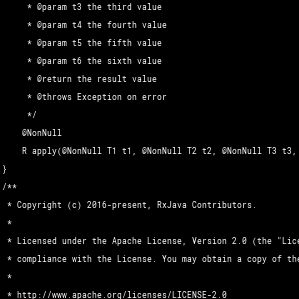 * @param t3 the third value
* @param t4 the fourth value
* @param t5 the fifth value
* @param t6 the sixth value
* @return the result value
* @throws Exception on error
*/
@NonNull
R apply(@NonNull T1 t1, @NonNull T2 t2, @NonNull T3 t3,
}
/**
* Copyright (c) 2016-present, RxJava Contributors.
*
* Licensed under the Apache License, Version 2.0 (the "Lice
* compliance with the License. You may obtain a copy of the
*
* http://www.apache.org/licenses/LICENSE-2.0